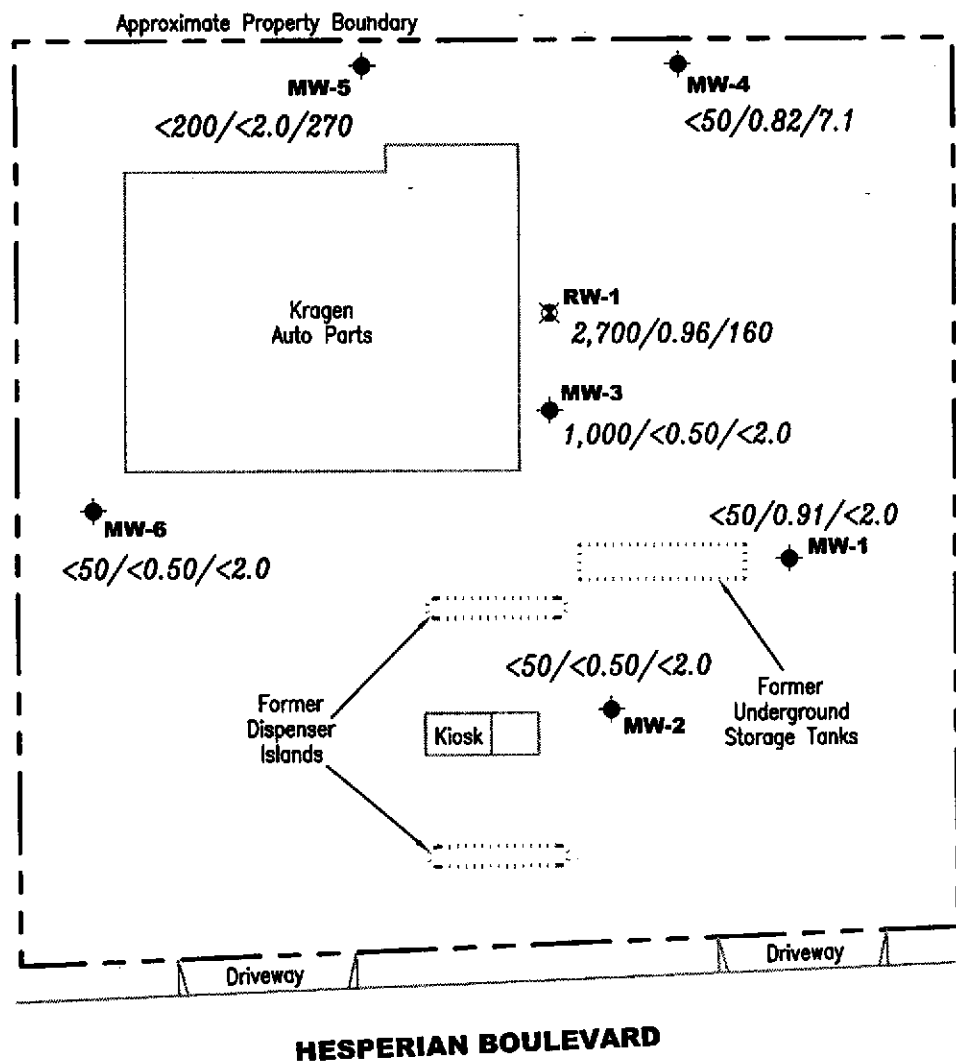 Approximate Property Boundary
MW-5
<200/<2.0/270
MW-4
<50/0.82/7.1
Kragen
Auto Parts
RW-1
2,700/0.96/160
MW-3
1,000/<0.50/<2.0
MW-6
<50/<0.50/<2.0
<50/0.91/<2.0
MW-1
<50/<0.50/<2.0
MW-2
Former
Dispenser
Islands
Kiosk
Former
Underground
Storage Tanks
Driveway
Driveway
HESPERIAN BOULEVARD